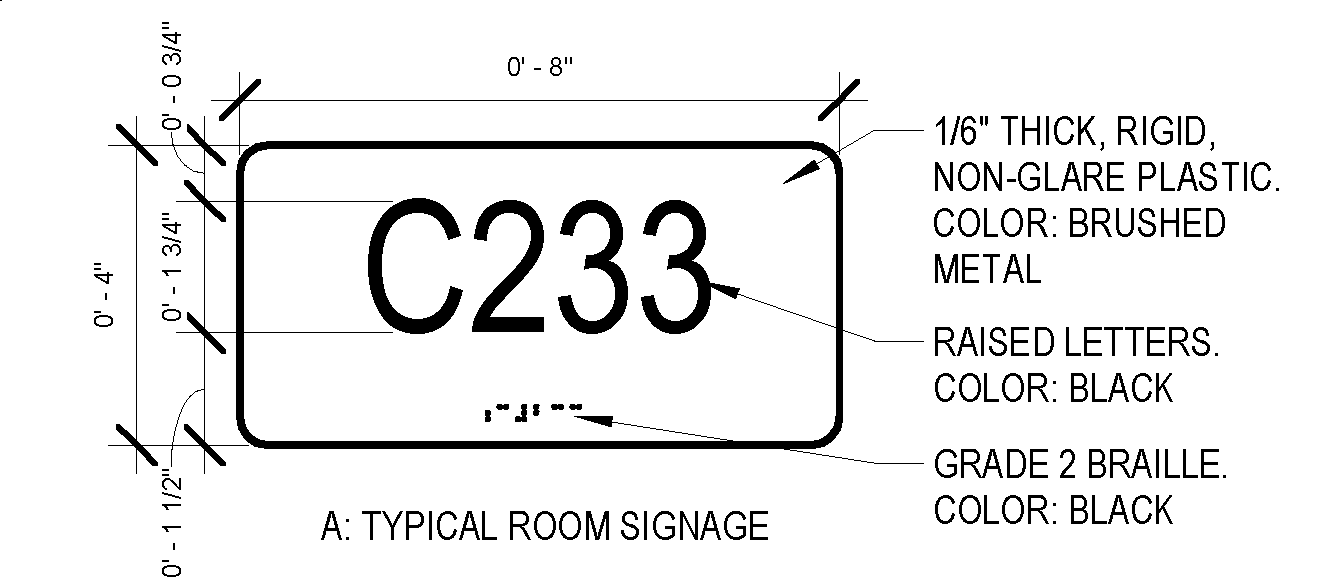 0' - 8"
0' - 0 3/4"
0' - 1 3/4"
0' - 4"
0' - 1 1/2"
C233
⠰⠉⠼⠃⠉⠉
1/6" THICK, RIGID,
NON-GLARE PLASTIC.
COLOR: BRUSHED
METAL
RAISED LETTERS.
COLOR: BLACK
GRADE 2 BRAILLE.
COLOR: BLACK
A: TYPICAL ROOM SIGNAGE